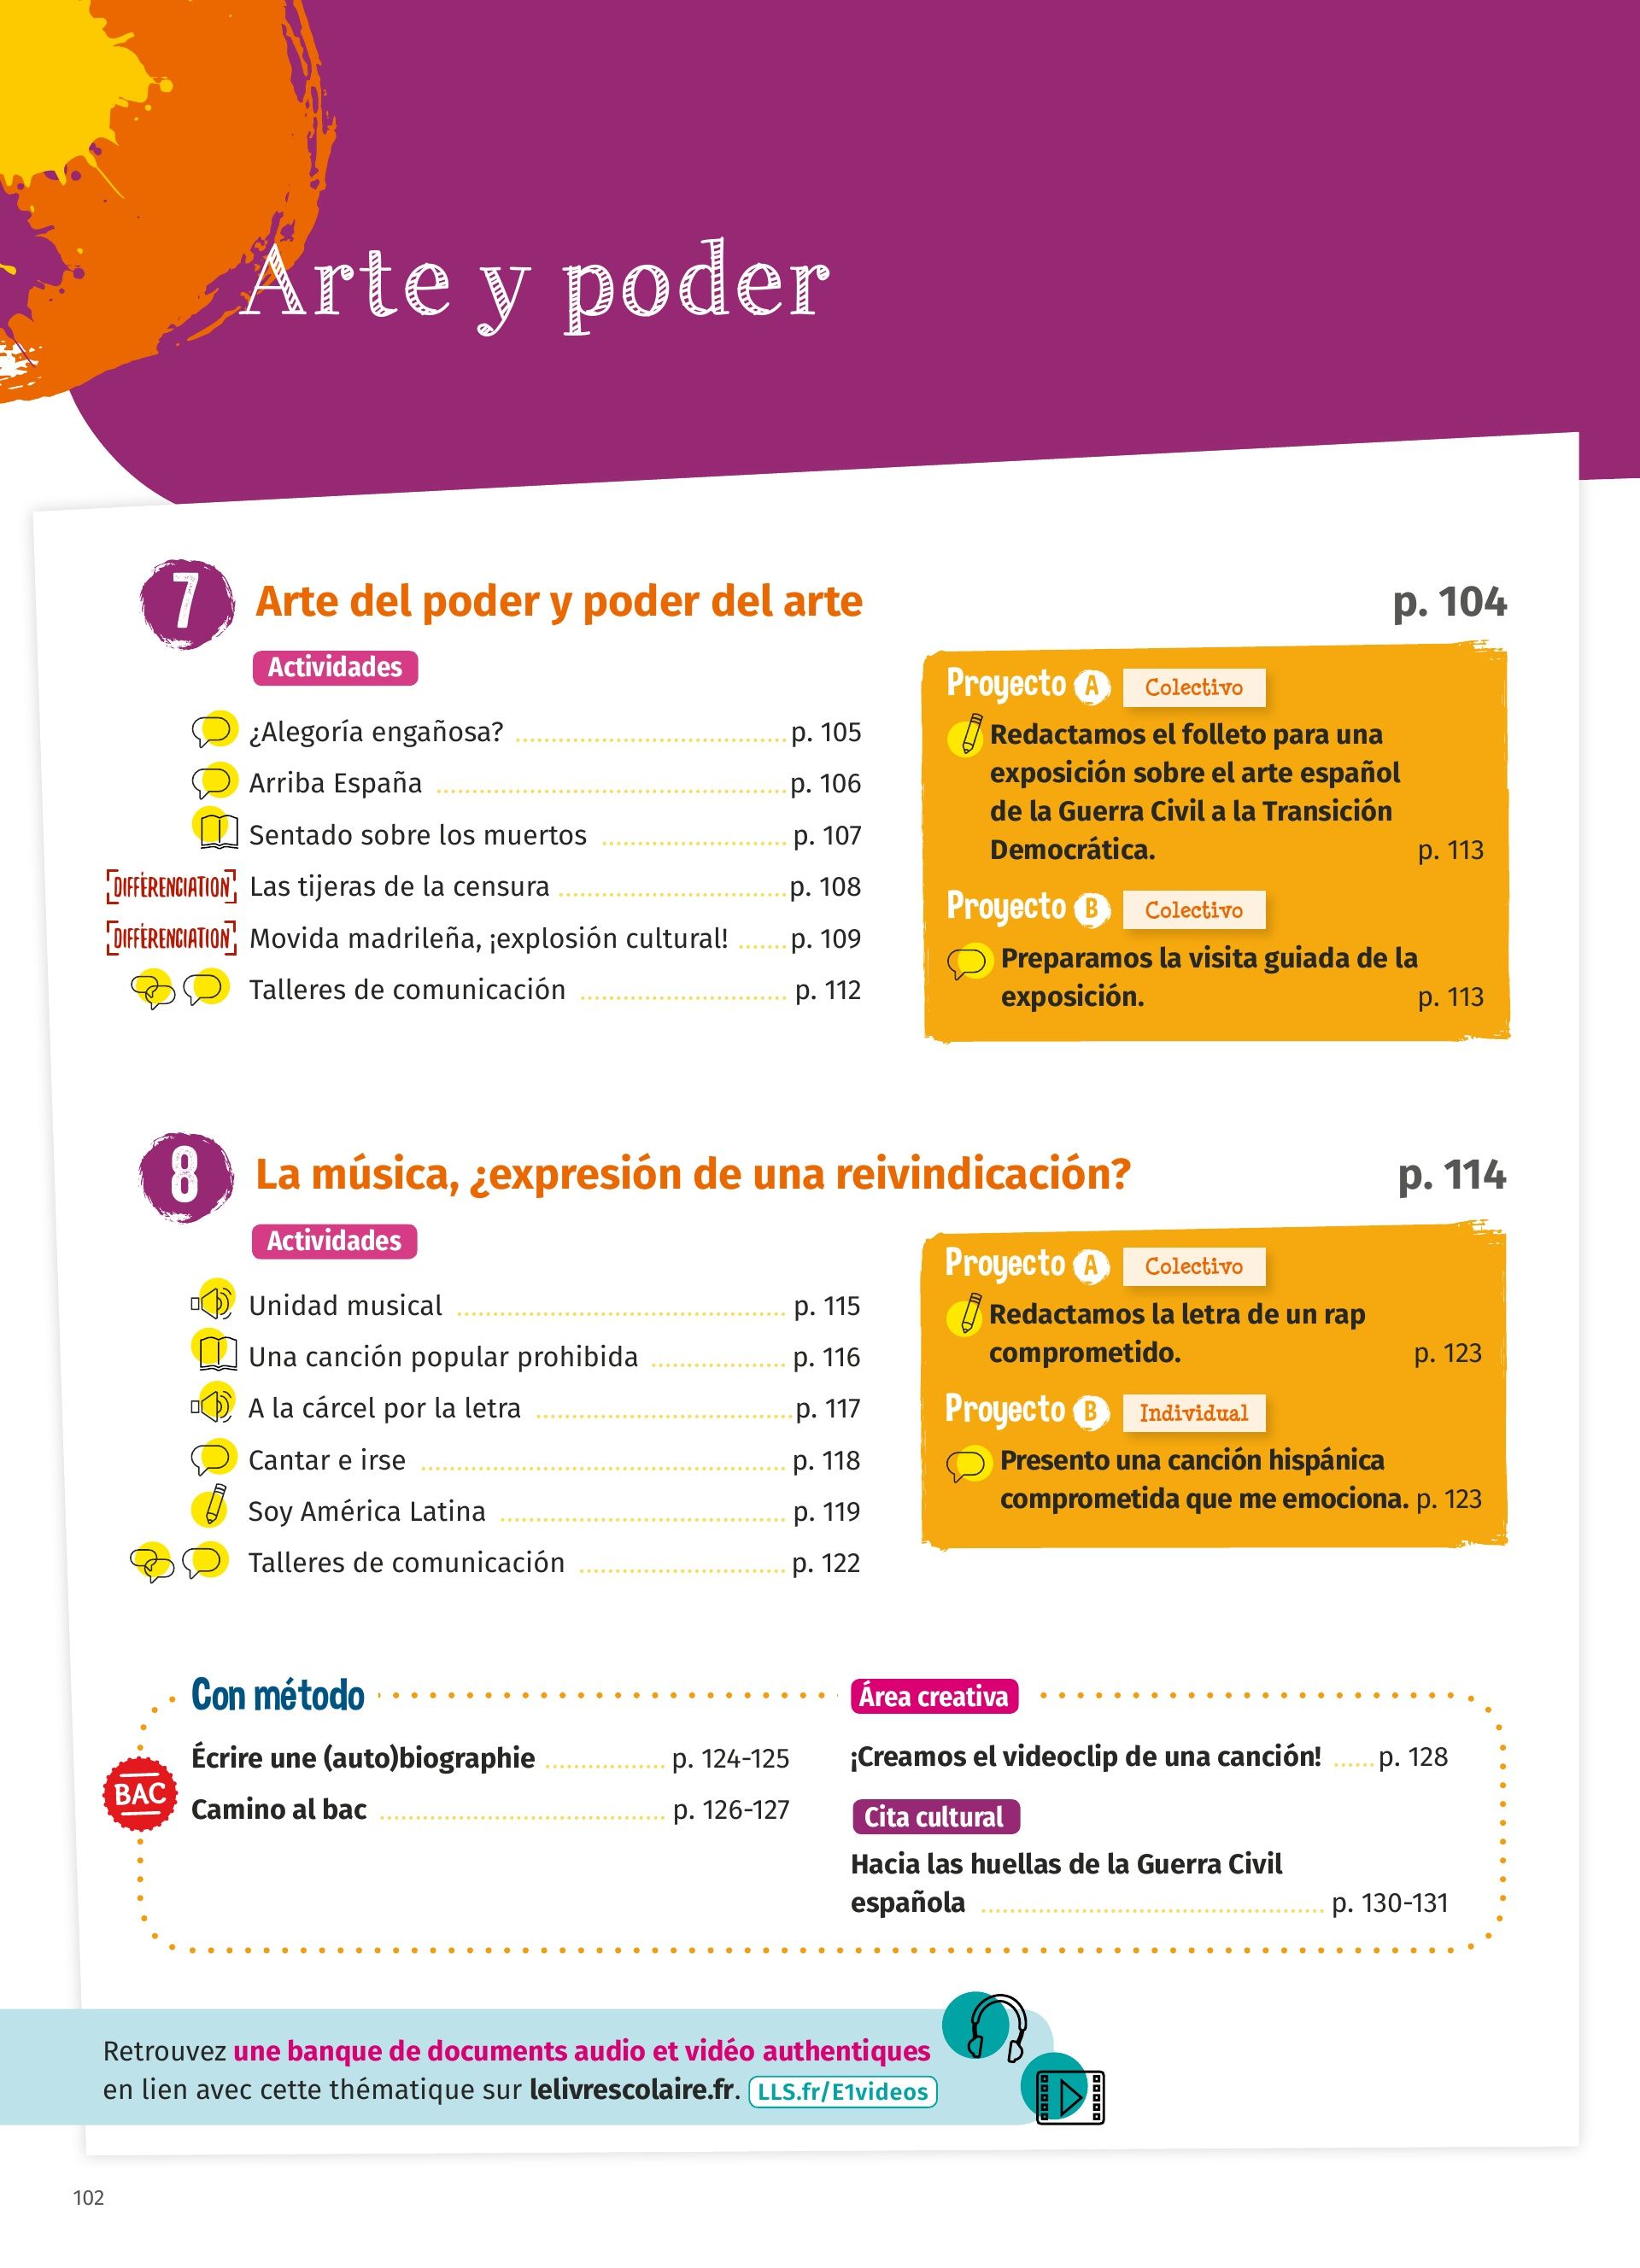 Arte y poder
7 Arte del poder y poder del arte p. 104
Actividades
¿Alegoría engañosa? p. 105
Arriba España p. 106
Sentado sobre los muertos p. 107
DIFFÉRENCIATION Las tijeras de la censura p. 108
DIFFÉRENCIATION Movida madrileña, ¡explosión cultural! p. 109
Talleres de comunicación p. 112
Proyecto A Colectivo
Redactamos el folleto para una
exposición sobre el arte español
de la Guerra Civil a la Transición
Democrática. p. 113
Proyecto B Colectivo
Preparamos la visita guiada de la
exposición. p. 113
8 La música, ¿expresión de una reivindicación? p. 114
Actividades
Unidad musical p. 115
Una canción popular prohibida p. 116
A la cárcel por la letra p. 117
Cantar e irse p. 118
Soy América Latina p. 119
Talleres de comunicación p. 122
Proyecto A Colectivo
Redactamos la letra de un rap
comprometido. p. 123
Proyecto B Individual
Presento una canción hispánica
comprometida que me emociona. p. 123
Con método
Écrire une (auto)biographie p. 124-125
BAC
Camino al bac p. 126-127
Área creativa
¡Creamos el videoclip de una canción! p. 128
Cita cultural
Hacia las huellas de la Guerra Civil
española p. 130-131
Retrouvez une banque de documents audio et vidéo authentiques
en lien avec cette thématique sur lelivrescolaire.fr. LLS.fr/E1videos
102